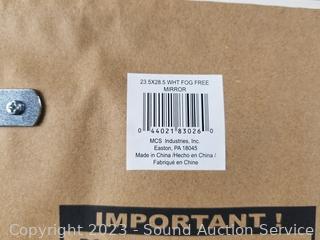 23.5X28.5 WHT FOG FREE
MIRROR
0 44021 83026 0
MCS Industries, Inc.
Easton, PA 18045
Made in China /Hecho en China /
Fabriqué en Chine
IMPORTANT !
Copyright 2023 - Sound Auction Service